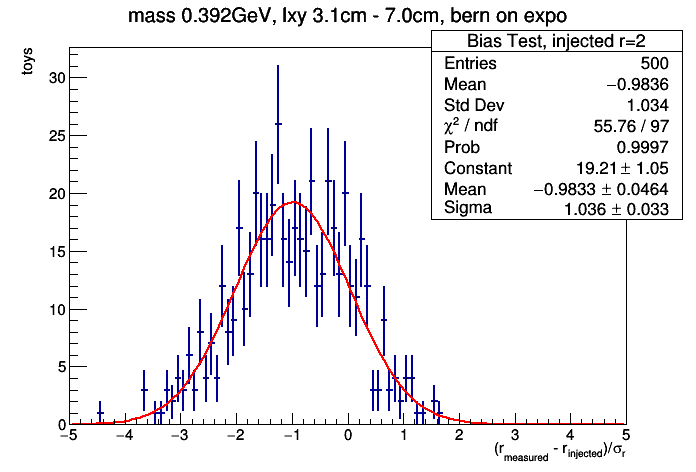 mass 0.392GeV, lxy 3.1cm - 7.0cm, bern on expo
toys
Bias Test, injected r=2
Entries 500
Mean −0.9836
Std Dev 1.034
χ² / ndf 55.76 / 97
Prob 0.9997
Constant 19.21 ± 1.05
Mean −0.9833 ± 0.0464
Sigma 1.036 ± 0.033
30
25
20
15
10
5
0
−5 −4 −3 −2 −1 0 1 2 3 4 5
(r_measured - r_injected)/σ_r